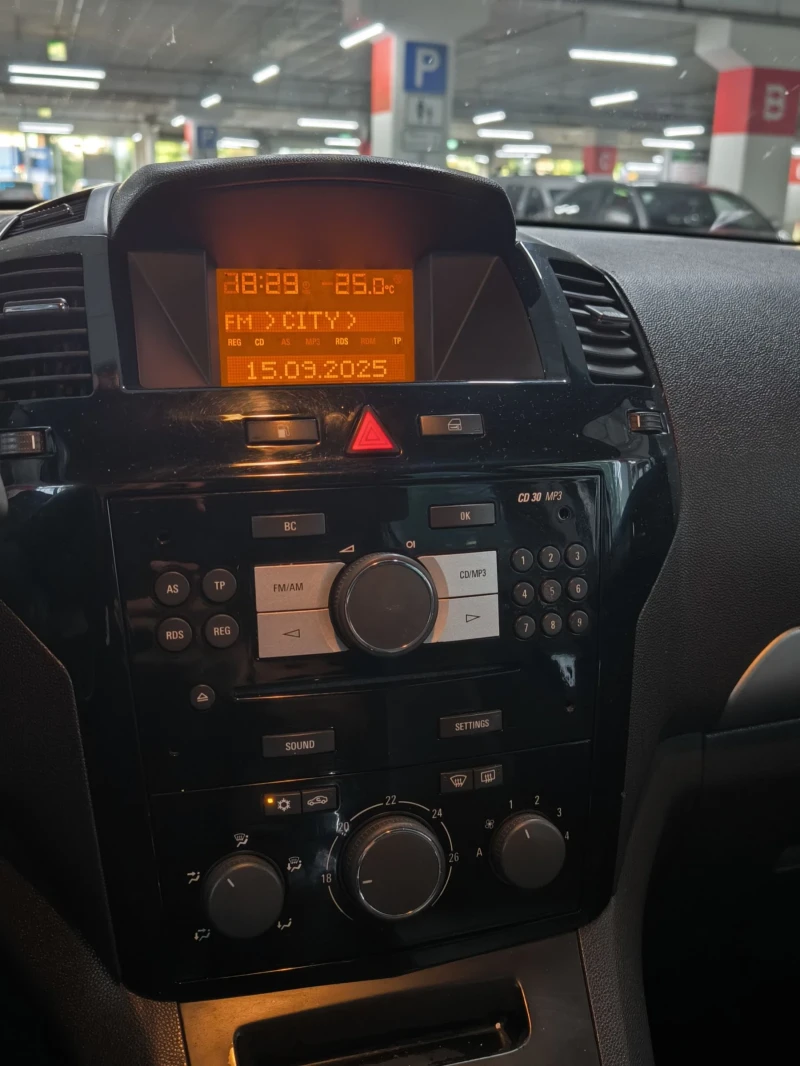 P
B
18:29 25.0°C
FM > CITY >
REG CD AS MP3 RDS RDM TP
15.09.2025
CD 30 MP3
BC OK
FM/AM CD/MP3
AS TP
RDS REG
1 2 3
4 5 6
7 8 9
SOUND SETTINGS
18 20 22 24 26
A 1 2 3 4